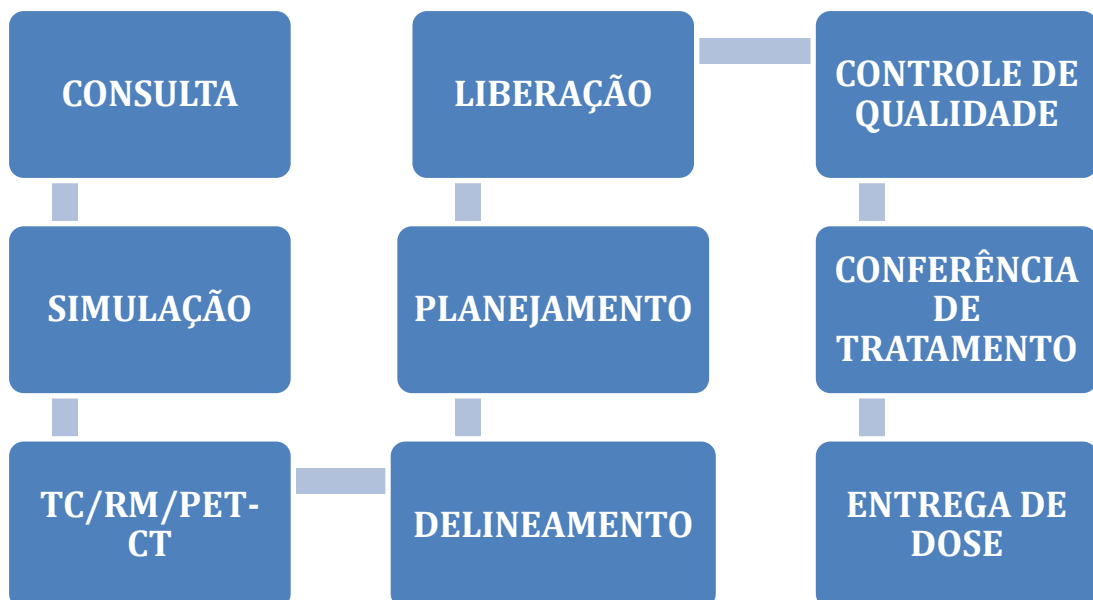 CONSULTA
SIMULAÇÃO
TC/RM/PET-
CT
DELINEAMENTO
PLANEJAMENTO
LIBERAÇÃO
CONTROLE DE
QUALIDADE
CONFERÊNCIA
DE
TRATAMENTO
ENTREGA DE
DOSE